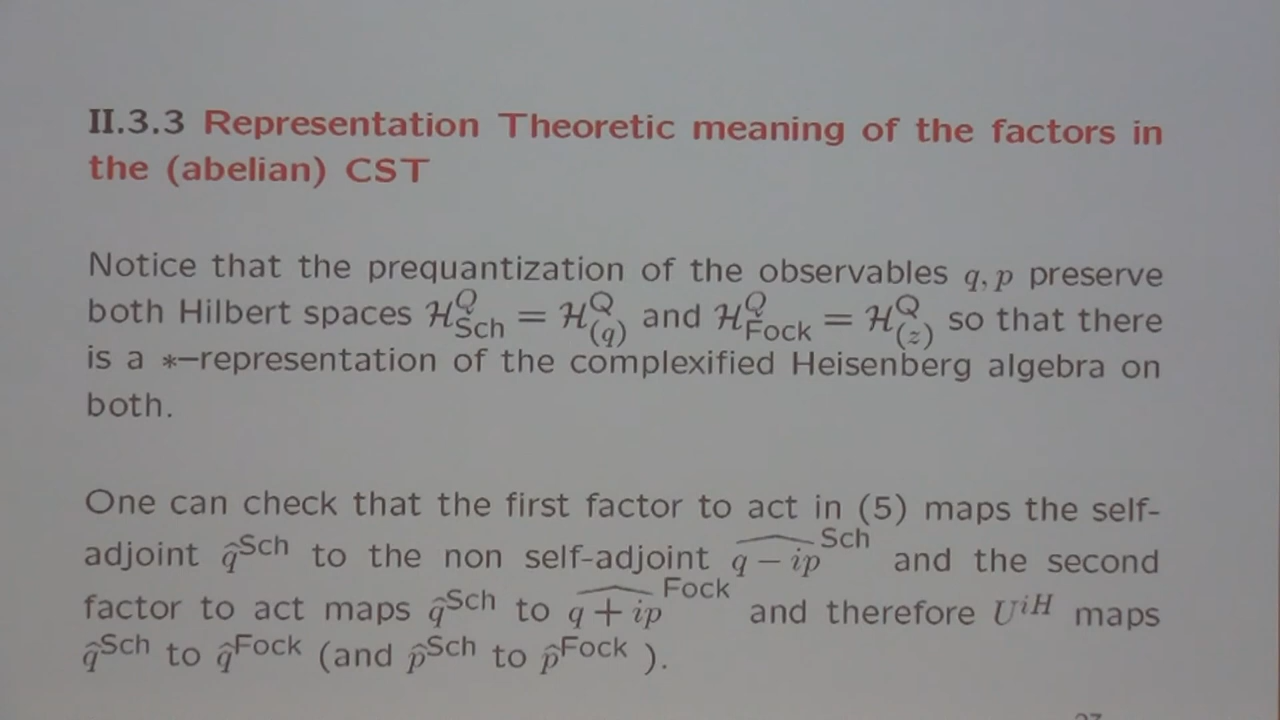 II.3.3 Representation Theoretic meaning of the factors in
the (abelian) CST
Notice that the prequantization of the observables q, p preserve
both Hilbert spaces ℋ^Q_Sch = ℋ^Q_(q) and ℋ^Q_Fock = ℋ^Q_(z) so that there
is a *–representation of the complexified Heisenberg algebra on
both.
One can check that the first factor to act in (5) maps the self-
adjoint q̂^Sch to the non self-adjoint \widehat{q − ip}^Sch and the second
factor to act maps q̂^Sch to \widehat{q + ip}^Fock and therefore U^{iH} maps
q̂^Sch to q̂^Fock (and p̂^Sch to p̂^Fock ).